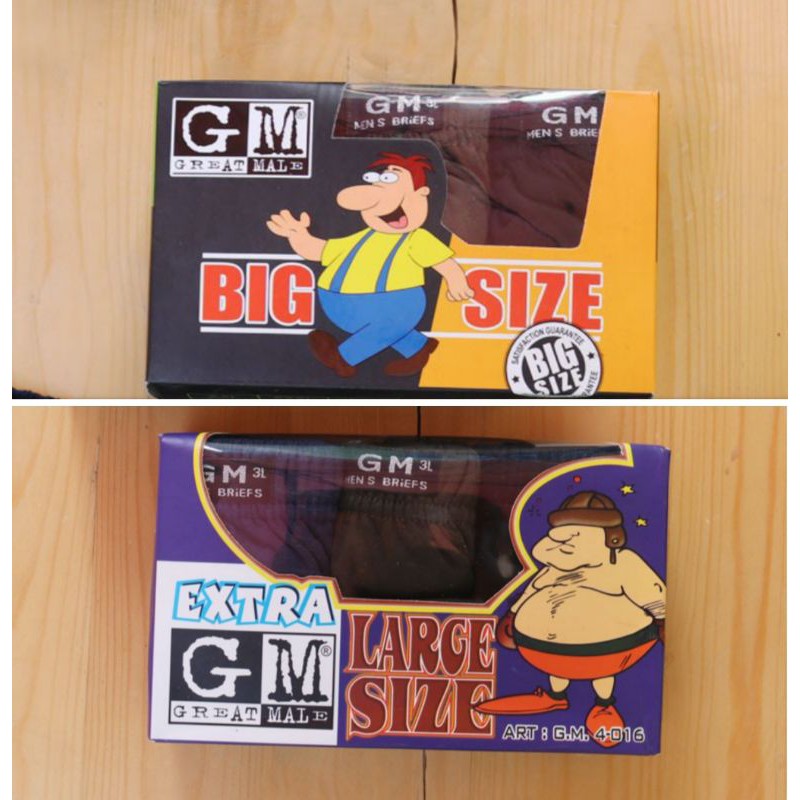 GM®
GREAT MALE
GM 3L
MEN'S BRiEFS
GM
MEN'S BRiE
BIG SIZE
SATISFACTION GUARANTEE
BIG
SIZE
GM 3L
BRiEFS
GM 3L
MEN'S BRiEFS
EXTRA
GM®
GREAT MALE
LARGE
SIZE
ART : G.M. 4-016